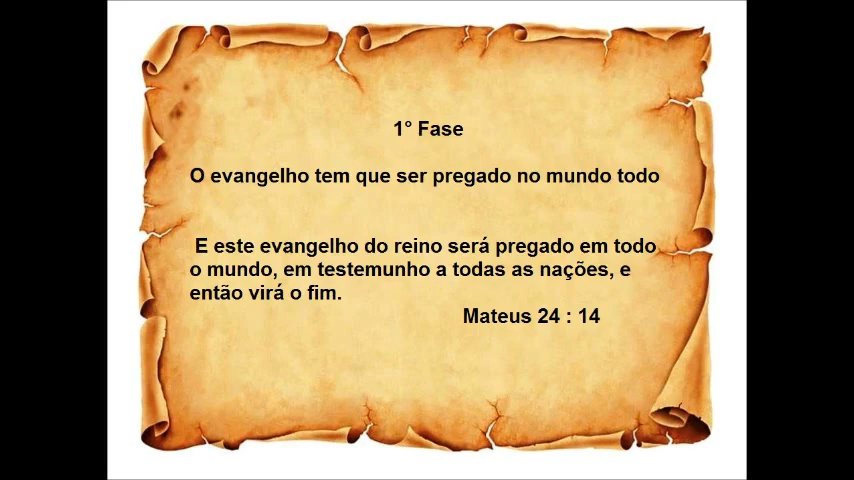 1° Fase
O evangelho tem que ser pregado no mundo todo
E este evangelho do reino será pregado em todo
o mundo, em testemunho a todas as nações, e
então virá o fim.
Mateus 24 : 14